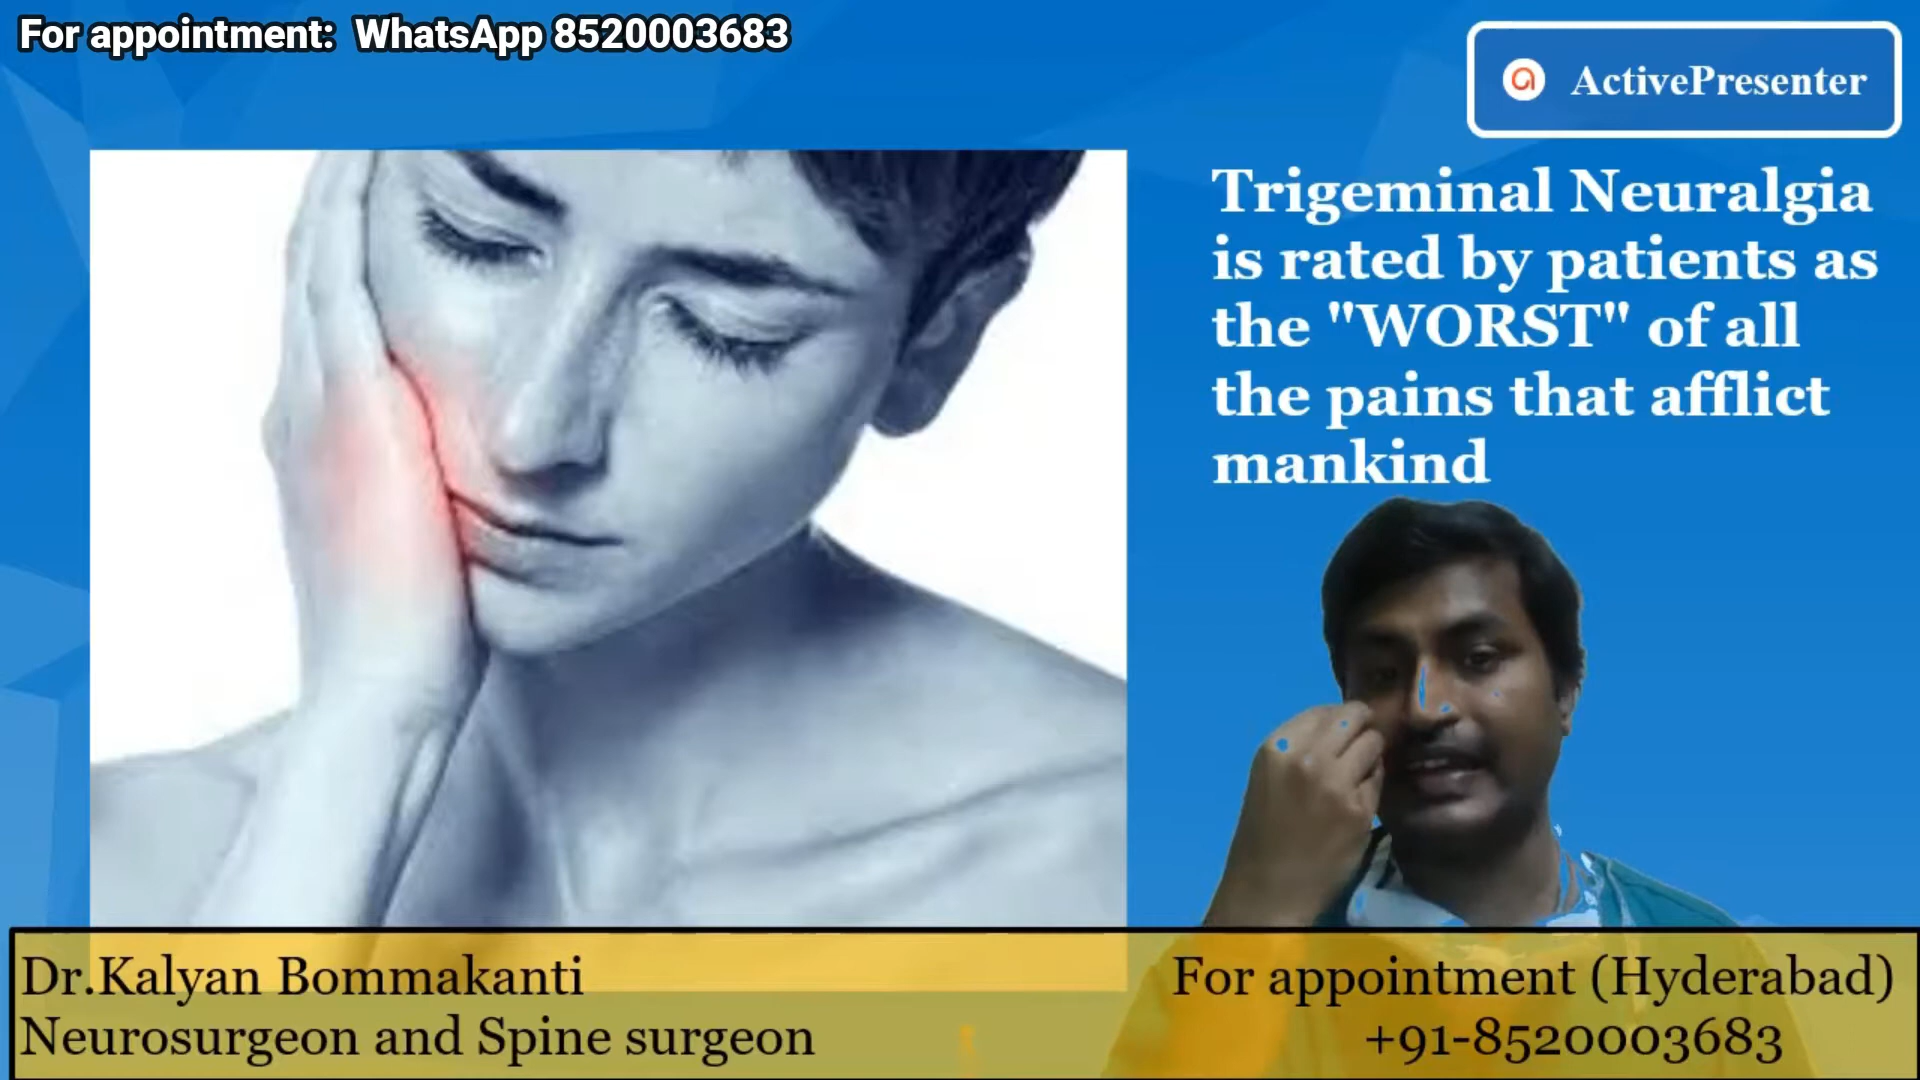 For appointment: WhatsApp 8520003683
ActivePresenter
Trigeminal Neuralgia
is rated by patients as
the "WORST" of all
the pains that afflict
mankind
Dr.Kalyan Bommakanti
Neurosurgeon and Spine surgeon
For appointment (Hyderabad)
+91-8520003683